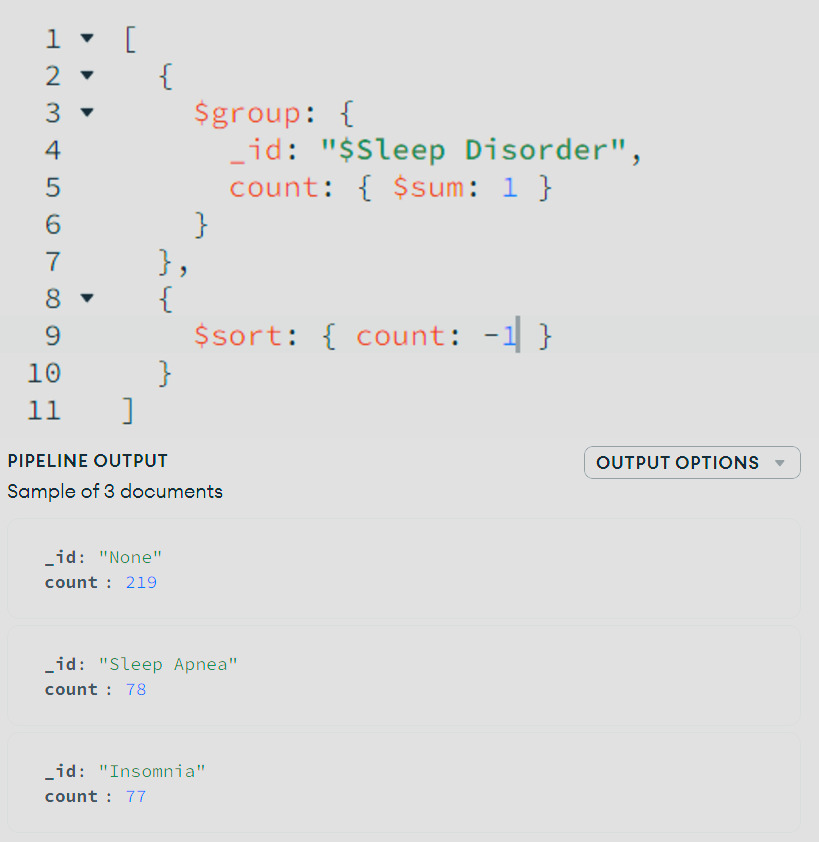 1 [
2 {
3 $group: {
4 _id: "$Sleep Disorder",
5 count: { $sum: 1 }
6 }
7 },
8 {
9 $sort: { count: -1 }
10 }
11 ]
PIPELINE OUTPUT
OUTPUT OPTIONS
Sample of 3 documents
_id: "None"
count : 219
_id: "Sleep Apnea"
count : 78
_id: "Insomnia"
count : 77